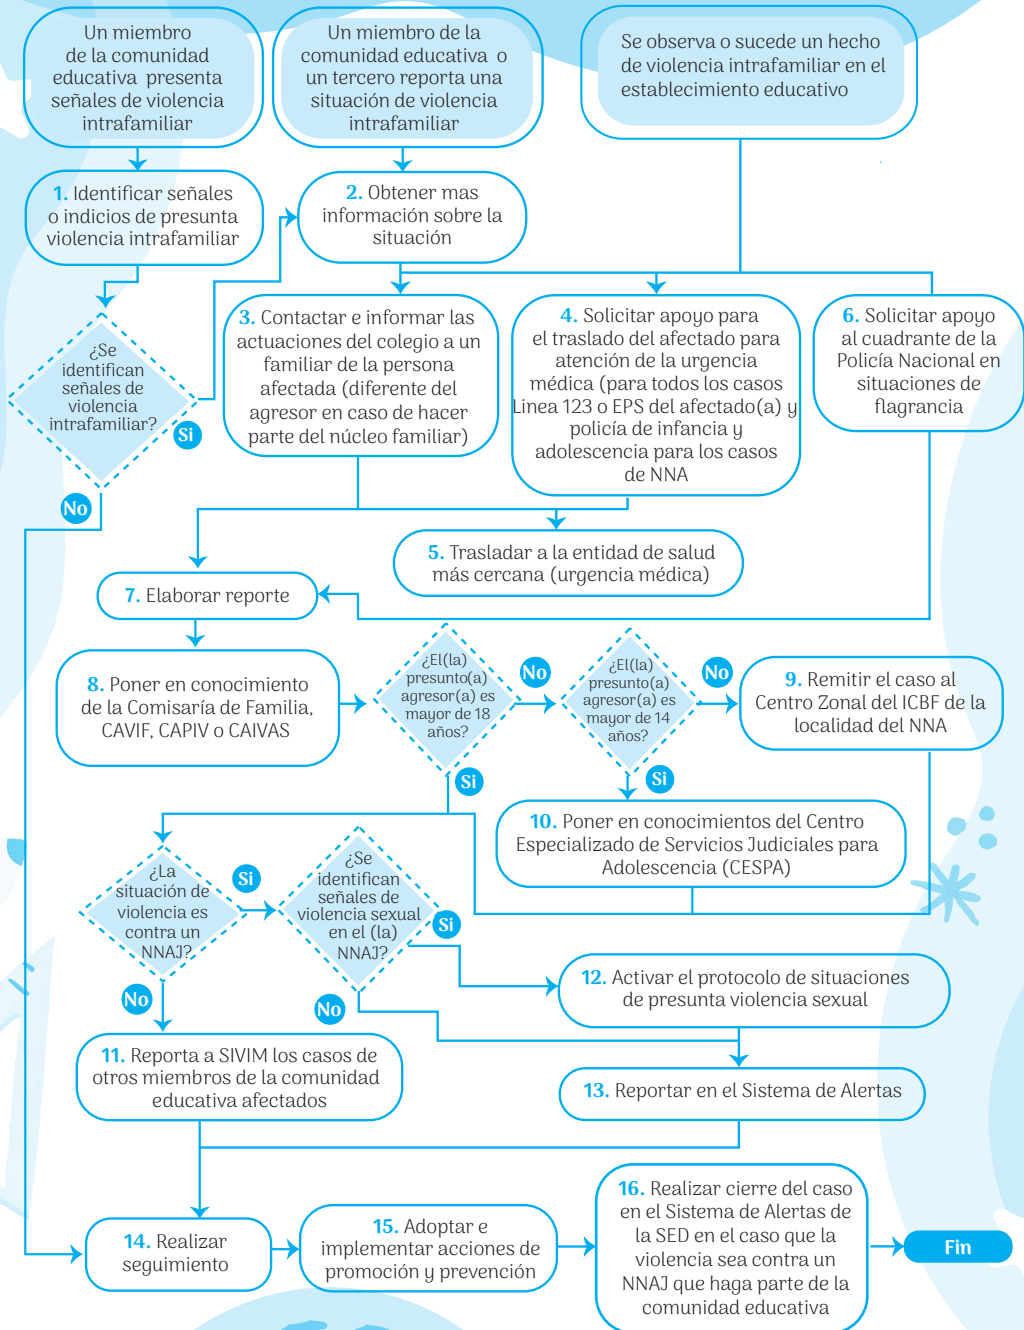 Un miembro
de la comunidad
educativa presenta
señales de violencia
intrafamiliar
Un miembro de la
comunidad educativa o
un tercero reporta una
situación de violencia
intrafamiliar
Se observa o sucede un hecho
de violencia intrafamiliar en el
establecimiento educativo
1. Identificar señales
o indicios de presunta
violencia intrafamiliar
2. Obtener mas
información sobre la
situación
¿Se
identifican
señales de
violencia
intrafamiliar?
Si
No
3. Contactar e informar las
actuaciones del colegio a un
familiar de la persona
afectada (diferente del
agresor en caso de hacer
parte del núcleo familiar)
4. Solicitar apoyo para
el traslado del afectado para
atención de la urgencia
médica (para todos los casos
Linea 123 o EPS del afectado(a) y
policía de infancia y
adolescencia para los casos
de NNA
6. Solicitar apoyo
al cuadrante de la
Policía Nacional en
situaciones de
flagrancia
5. Trasladar a la entidad de salud
más cercana (urgencia médica)
7. Elaborar reporte
8. Poner en conocimiento
de la Comisaría de Familia,
CAVIF, CAPIV o CAIVAS
¿El(la)
presunto(a)
agresor(a) es
mayor de 18
años?
No
Si
¿El(la)
presunto(a)
agresor(a) es
mayor de 14
años?
No
Si
9. Remitir el caso al
Centro Zonal del ICBF de la
localidad del NNA
10. Poner en conocimientos del Centro
Especializado de Servicios Judiciales para
Adolescencia (CESPA)
¿La
situación de
violencia es
contra un
NNAJ?
Si
No
¿Se
identifican
señales de
violencia sexual
en el (la)
NNAJ?
Si
No
12. Activar el protocolo de situaciones
de presunta violencia sexual
11. Reporta a SIVIM los casos de
otros miembros de la comunidad
educativa afectados
13. Reportar en el Sistema de Alertas
14. Realizar
seguimiento
15. Adoptar e
implementar acciones de
promoción y prevención
16. Realizar cierre del caso
en el Sistema de Alertas de
la SED en el caso que la
violencia sea contra un
NNAJ que haga parte de la
comunidad educativa
Fin